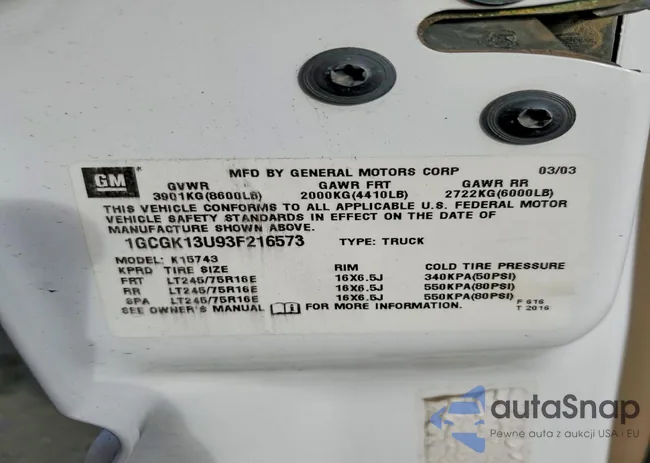 GM
MFD BY GENERAL MOTORS CORP 03/03
GVWR GAWR FRT GAWR RR
3901KG(8600LB) 2000KG(4410LB) 2722KG(6000LB)
THIS VEHICLE CONFORMS TO ALL APPLICABLE U.S. FEDERAL MOTOR
VEHICLE SAFETY STANDARDS IN EFFECT ON THE DATE OF
MANUFACTURE SHOWN ABOVE.
1GCGK13U93F216573 TYPE: TRUCK
MODEL: K15743
KPRD TIRE SIZE RIM COLD TIRE PRESSURE
FRT LT245/75R16E 16X6.5J 340KPA(50PSI)
RR LT245/75R16E 16X6.5J 550KPA(80PSI)
SPA LT245/75R16E 16X6.5J 550KPA(80PSI)
SEE OWNER'S MANUAL FOR MORE INFORMATION.
P 616
T 2016
autaSnap
Pewne auta z aukcji USA i EU